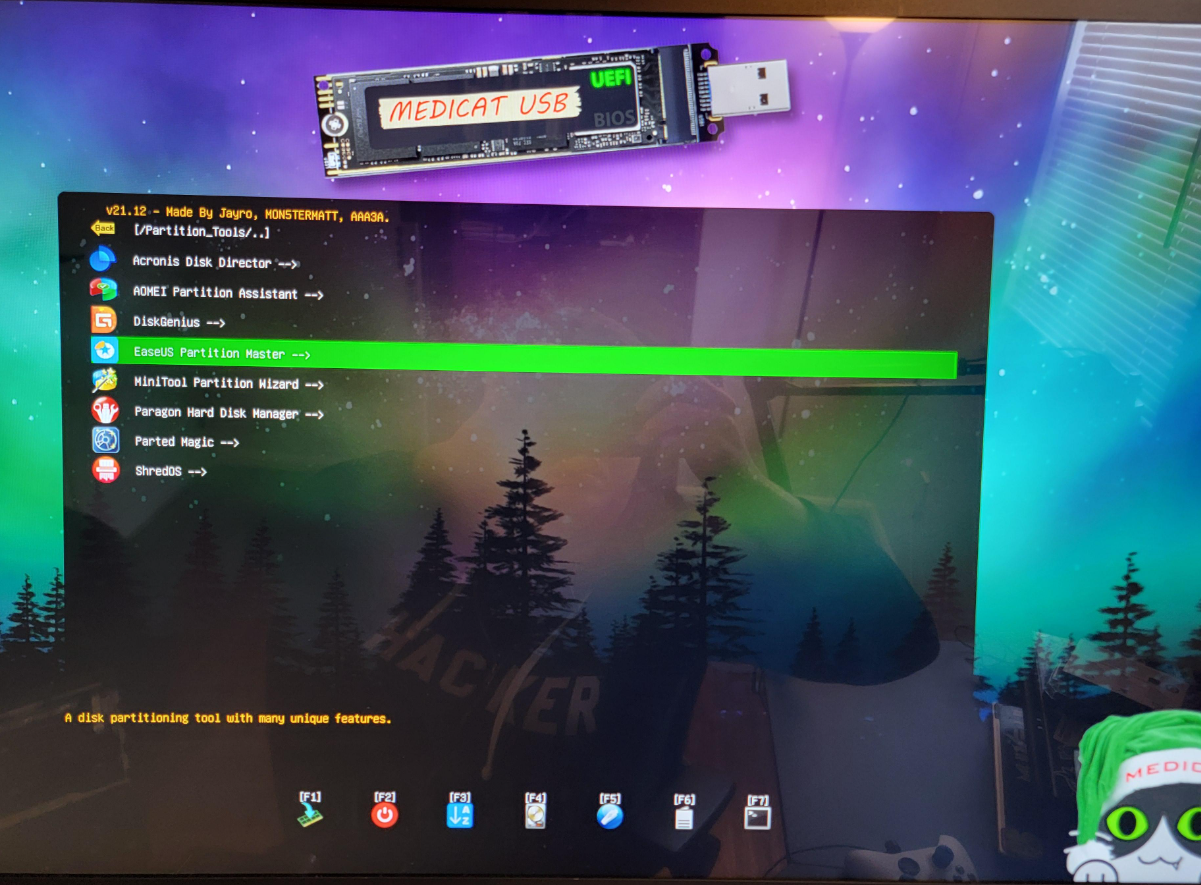 UEFI
MEDICAT USB
BIOS
v21.12 - Made By Jayro, MON5TERMATT, AAA3A.
Back [/Partition_Tools/..]
Acronis Disk Director -->
AOMEI Partition Assistant -->
DiskGenius -->
EaseUS Partition Master -->
MiniTool Partition Wizard -->
Paragon Hard Disk Manager -->
Parted Magic -->
ShredOS -->
HACKER
A disk partitioning tool with many unique features.
[F1] [F2] [F3] [F4] [F5] [F6] [F7]
A
Z
MEDIC